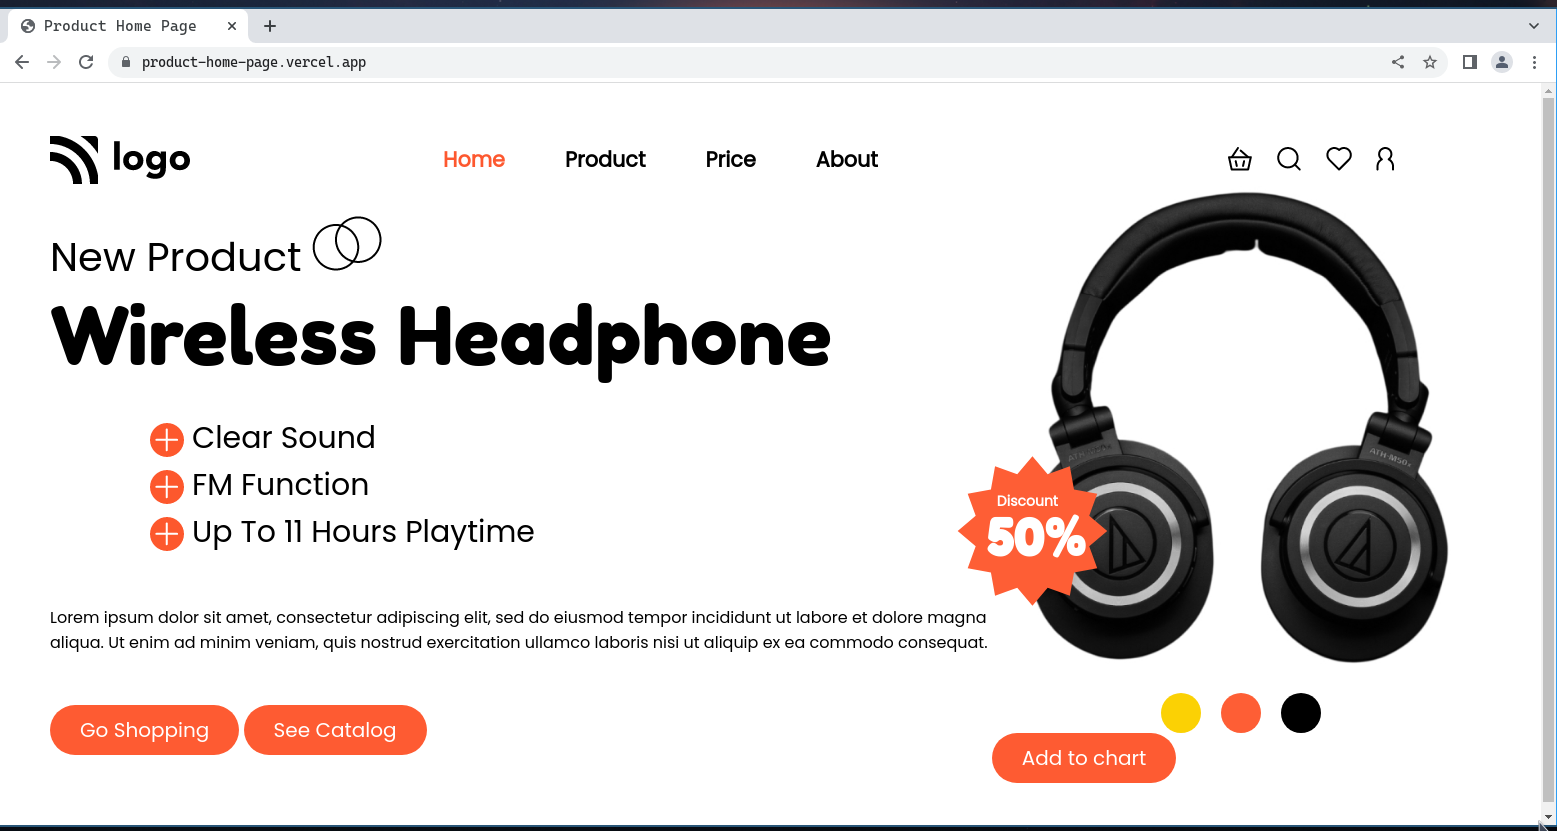 Product Home Page
product-home-page.vercel.app
logo
Home Product Price About
New Product
Wireless Headphone
Clear Sound
FM Function
Up To 11 Hours Playtime
ATH-M50x
Discount
50%
Lorem ipsum dolor sit amet, consectetur adipiscing elit, sed do eiusmod tempor incididunt ut labore et dolore magna
aliqua. Ut enim ad minim veniam, quis nostrud exercitation ullamco laboris nisi ut aliquip ex ea commodo consequat.
Go Shopping See Catalog
Add to chart